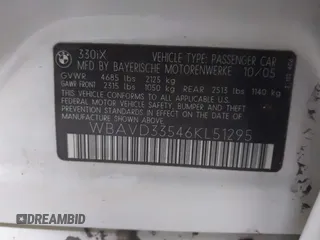 330iX VEHICLE TYPE: PASSENGER CAR
MFD. BY BAYERISCHE MOTORENWERKE 10/05
GVWR 4685 lbs 2125 kg
GAWR FRONT 2315 lbs 1050 kg REAR 2513 lbs 1140 kg
THIS VEHICLE CONFORMS TO ALL APPLICABLE FEDERAL
MOTOR VEHICLE SAFETY, BUMPER, AND THEFT PREVENTION
STANDARDS IN EFFECT ON THE DATE OF MANUFACTURE
SHOWN ABOVE.
WBAVD33546KL51295
DREAMBID